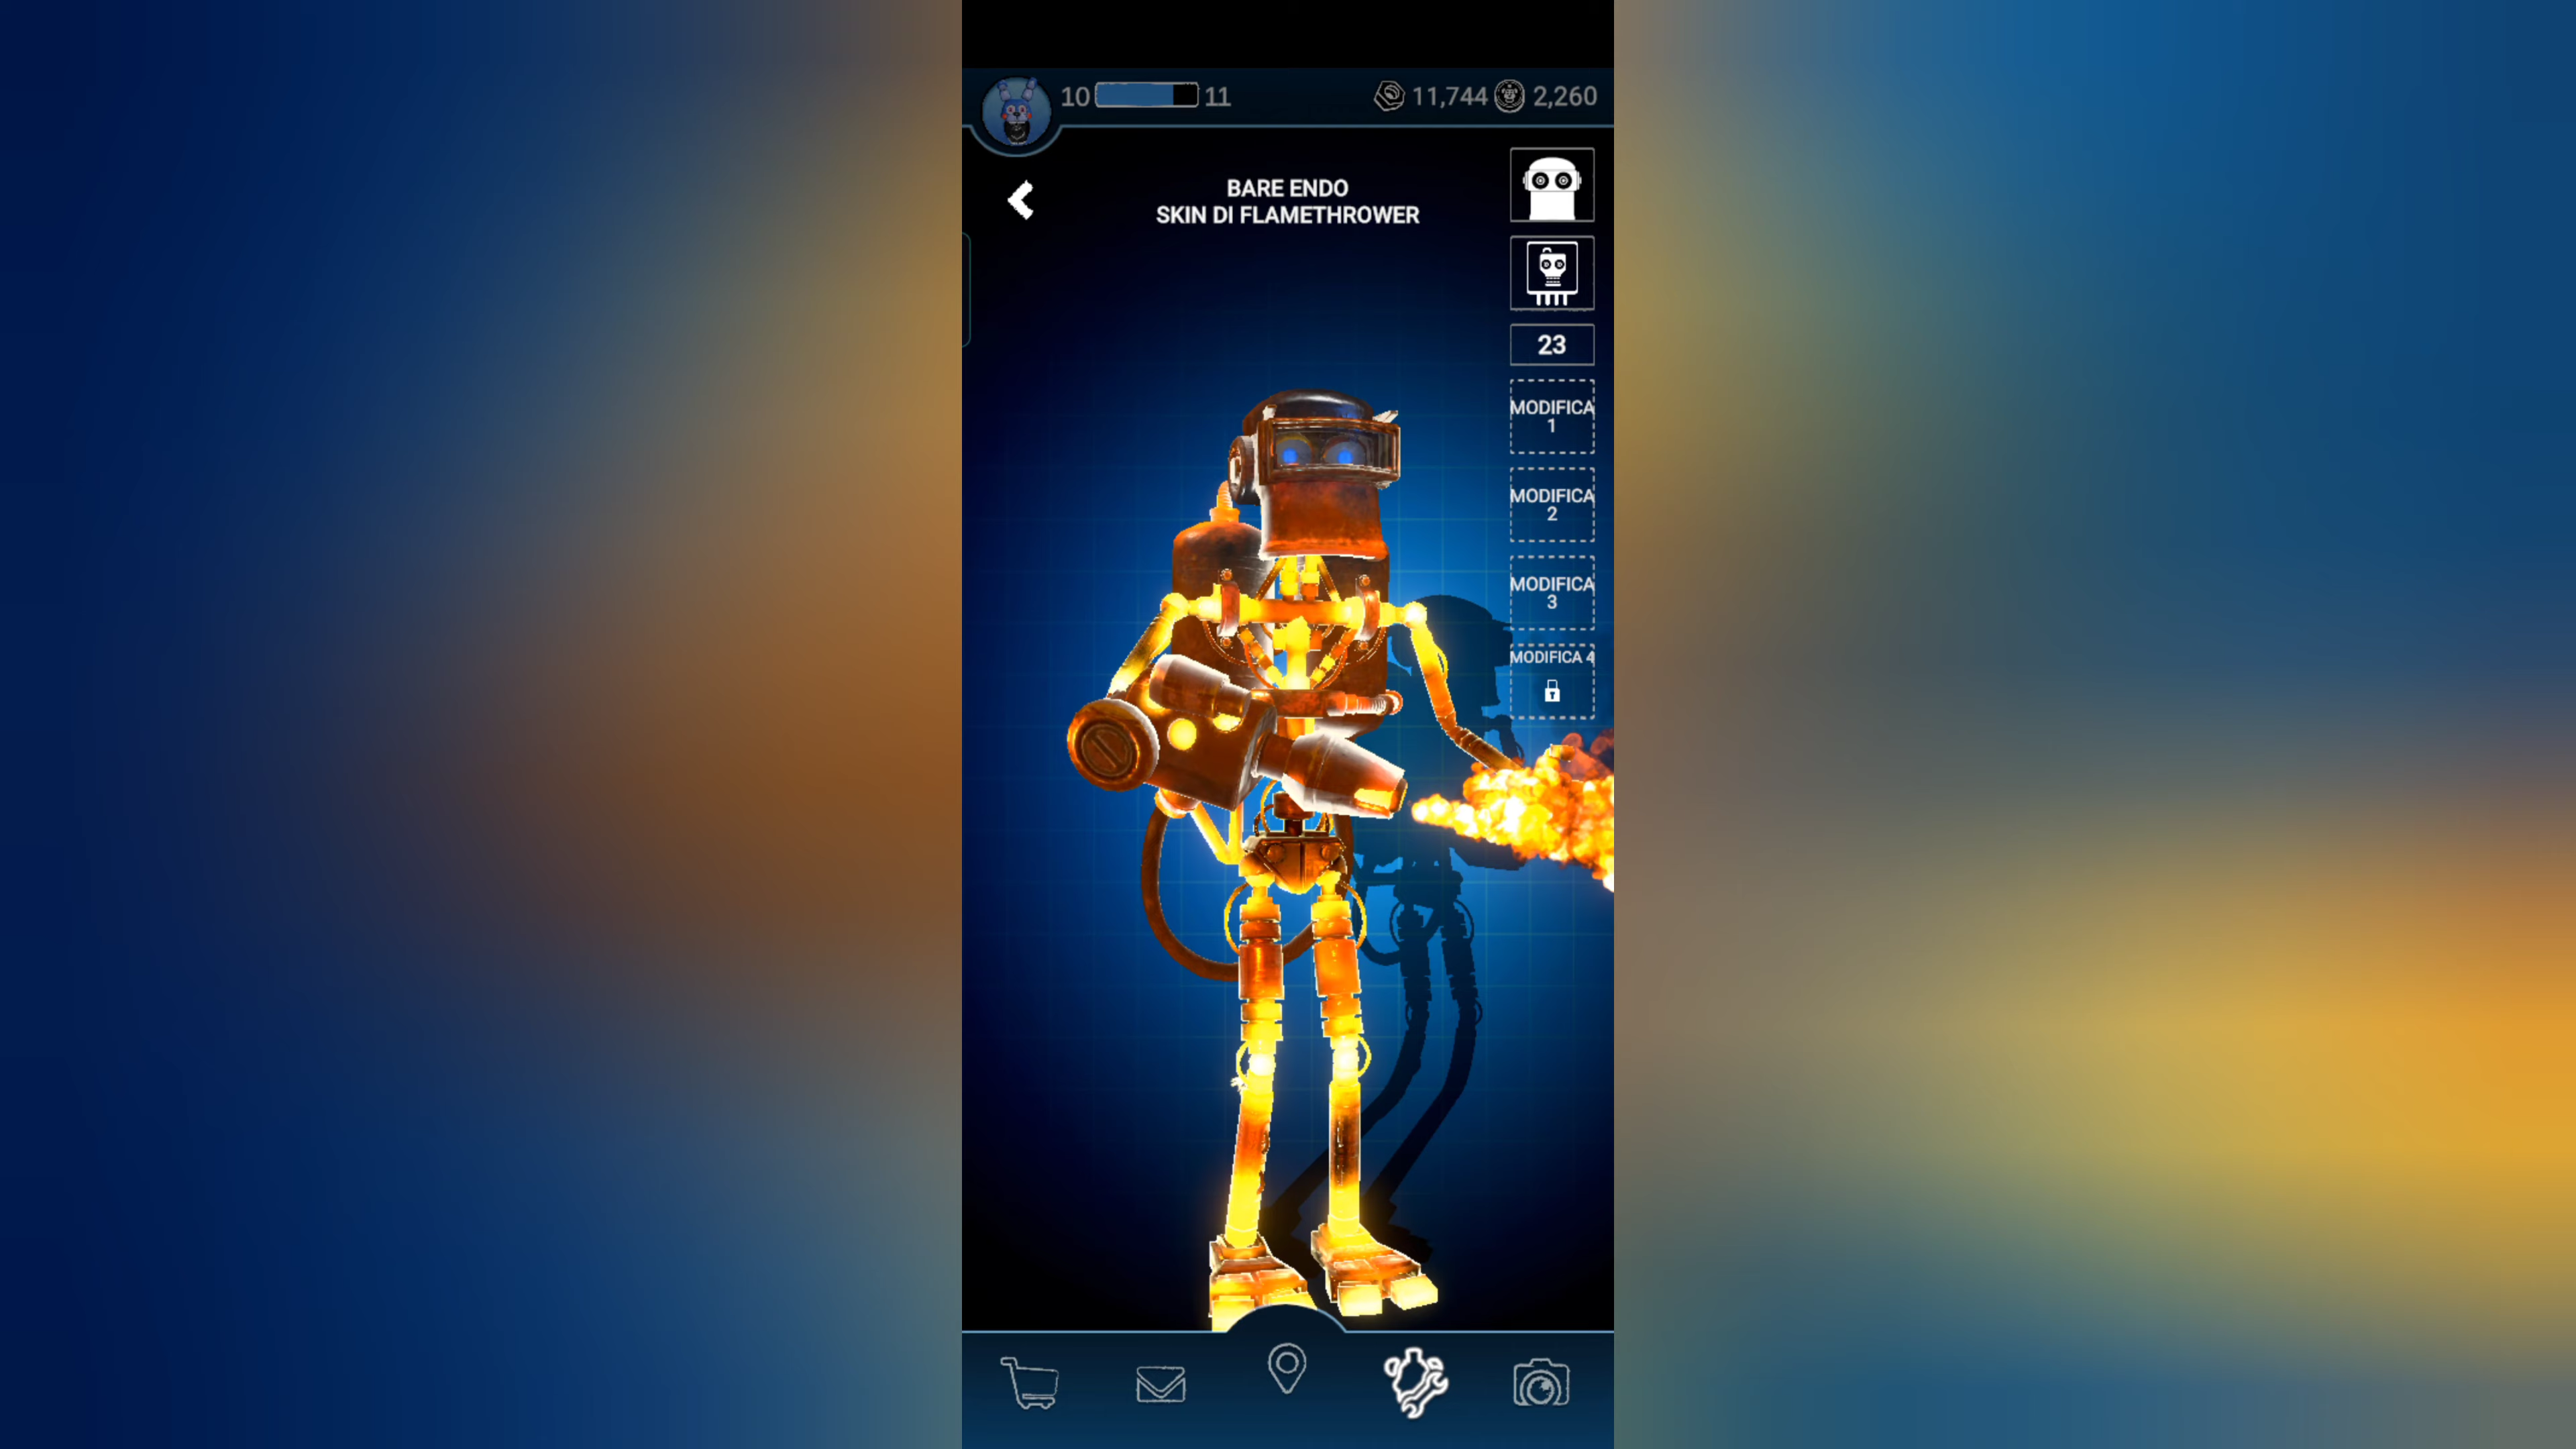 10 11 11,744 2,260
BARE ENDO
SKIN DI FLAMETHROWER
23
MODIFICA
1
MODIFICA
2
MODIFICA
3
MODIFICA 4